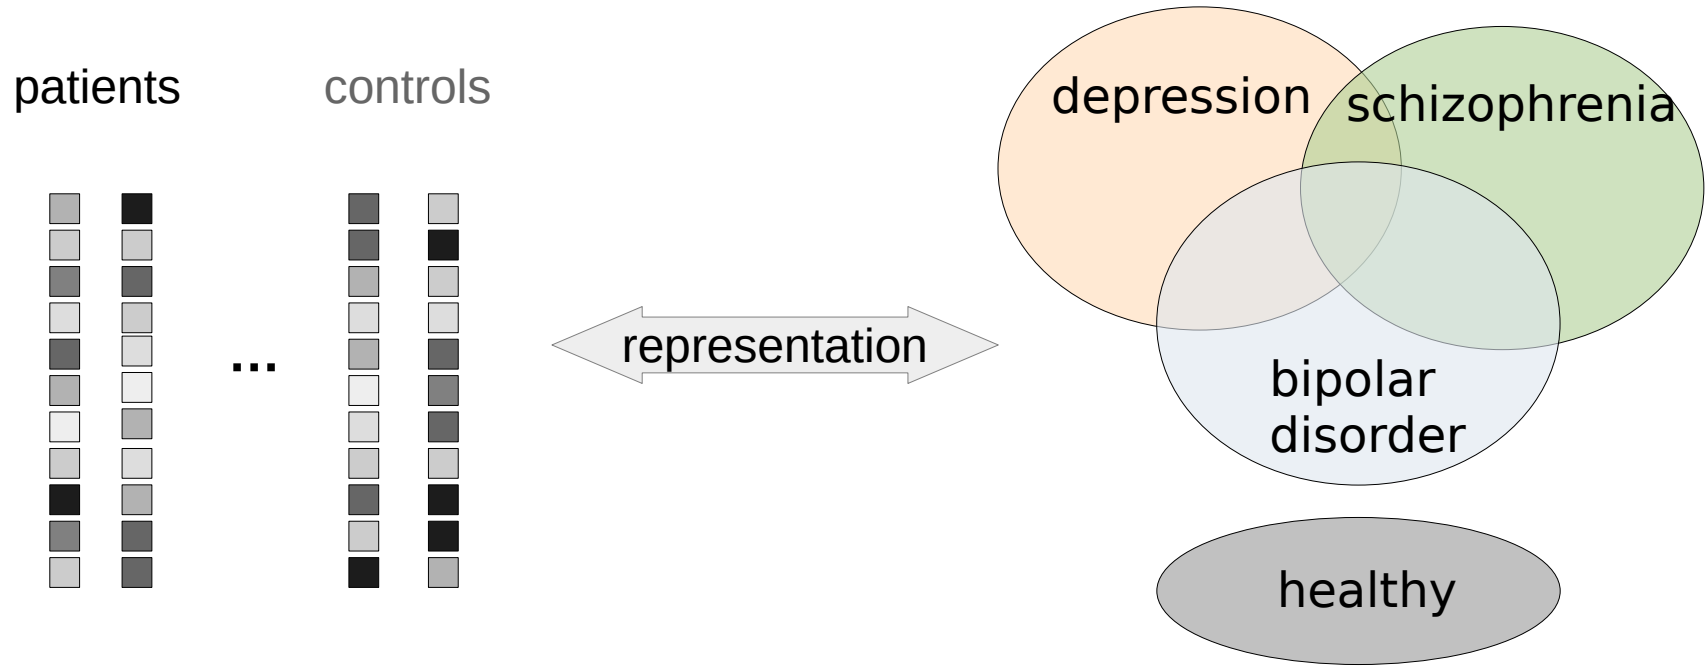 patients
controls
...
representation
depression
schizophrenia
bipolar
disorder
healthy